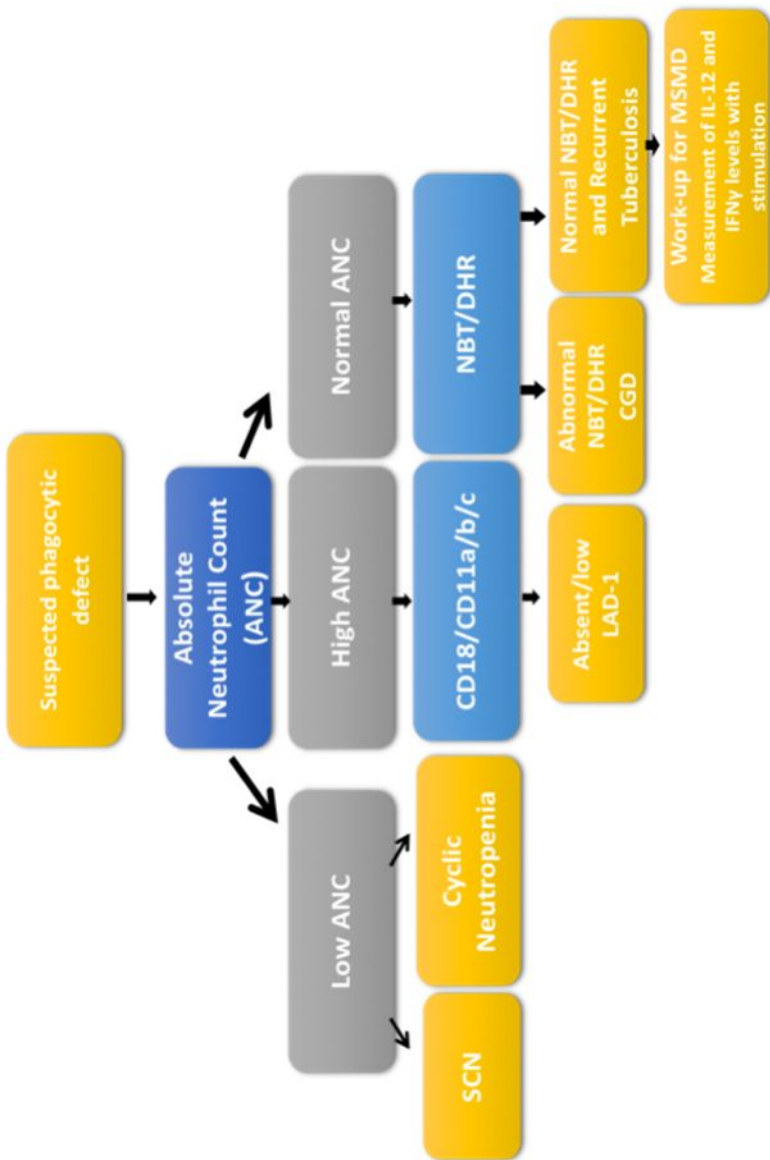 Suspected phagocytic
defect
Absolute
Neutrophil Count
(ANC)
Low ANC
High ANC
Normal ANC
SCN
Cyclic
Neutropenia
CD18/CD11a/b/c
NBT/DHR
Absent/low
LAD-1
Abnormal
NBT/DHR
CGD
Normal NBT/DHR
and Recurrent
Tuberculosis
Work-up for MSMD
Measurement of IL-12 and
IFNγ levels with
stimulation